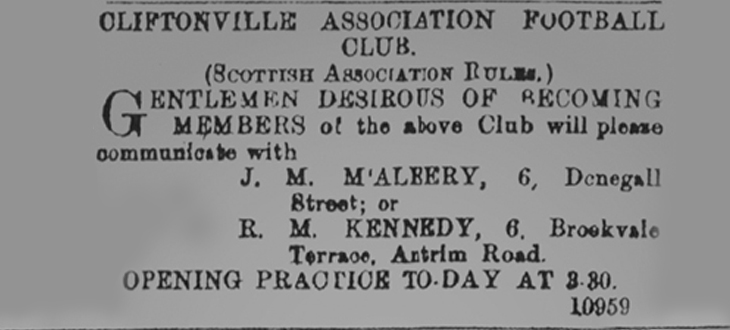 CLIFTONVILLE ASSOCIATION FOOTBALL
CLUB.
(SCOTTISH ASSOCIATION RULES.)
GENTLEMEN DESIROUS OF BECOMING
MEMBERS of the above Club will please
communicate with
J. M. M'ALEERY, 6, Donegall
Street; or
R. M. KENNEDY, 6, Brookvale
Terrace, Antrim Road.
OPENING PRACTICE TO-DAY AT 3·30.
10959